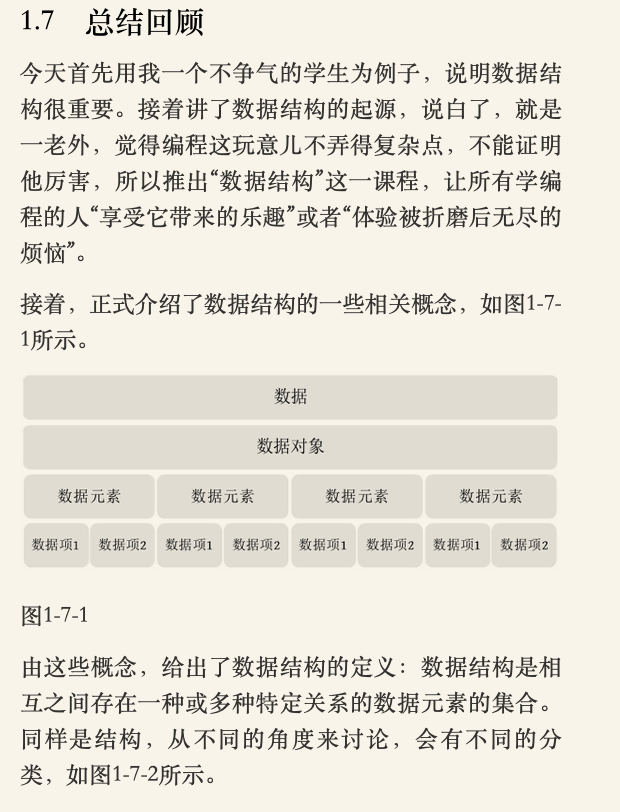 1.7 总结回顾
今天首先用我一个不争气的学生为例子，说明数据结
构很重要。接着讲了数据结构的起源，说白了，就是
一老外，觉得编程这玩意儿不弄得复杂点，不能证明
他厉害，所以推出“数据结构”这一课程，让所有学编
程的人“享受它带来的乐趣”或者“体验被折磨后无尽的
烦恼”。
接着，正式介绍了数据结构的一些相关概念，如图1-7-
1所示。
数据
数据对象
数据元素 数据元素 数据元素 数据元素
数据项1 数据项2 数据项1 数据项2 数据项1 数据项2 数据项1 数据项2
图1-7-1
由这些概念，给出了数据结构的定义：数据结构是相
互之间存在一种或多种特定关系的数据元素的集合。
同样是结构，从不同的角度来讨论，会有不同的分
类，如图1-7-2所示。